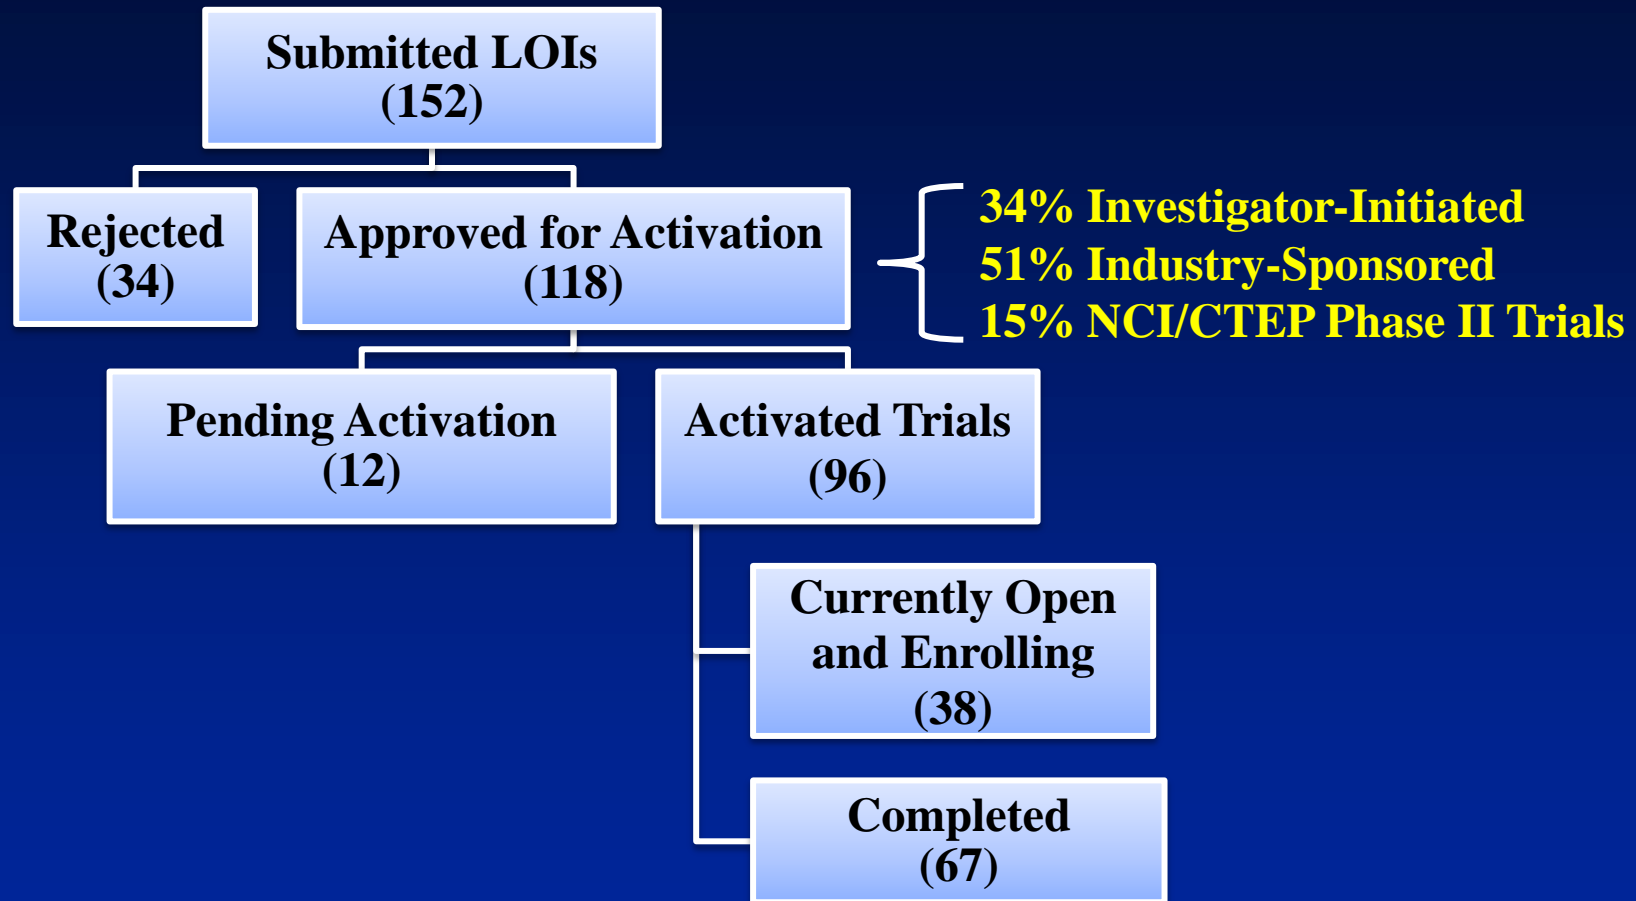 Submitted LOIs
(152)
Rejected
(34)
Approved for Activation
(118)
34% Investigator-Initiated
51% Industry-Sponsored
15% NCI/CTEP Phase II Trials
Pending Activation
(12)
Activated Trials
(96)
Currently Open
and Enrolling
(38)
Completed
(67)